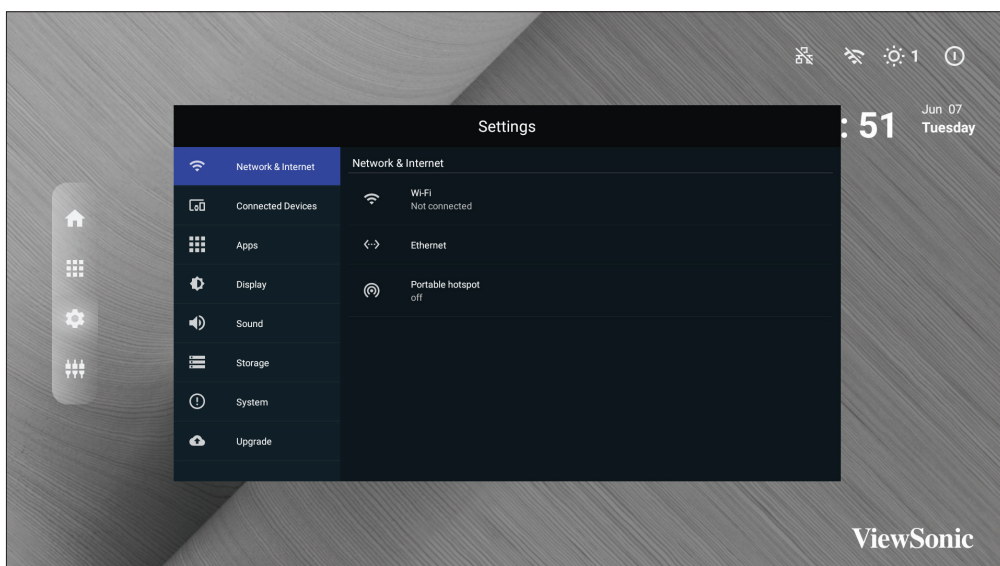 1
Jun 07
: 51
Tuesday
Settings
Network & Internet
Connected Devices
Apps
Display
Sound
Storage
System
Upgrade
Network & Internet
Wi-Fi
Not connected
Ethernet
Portable hotspot
off
ViewSonic